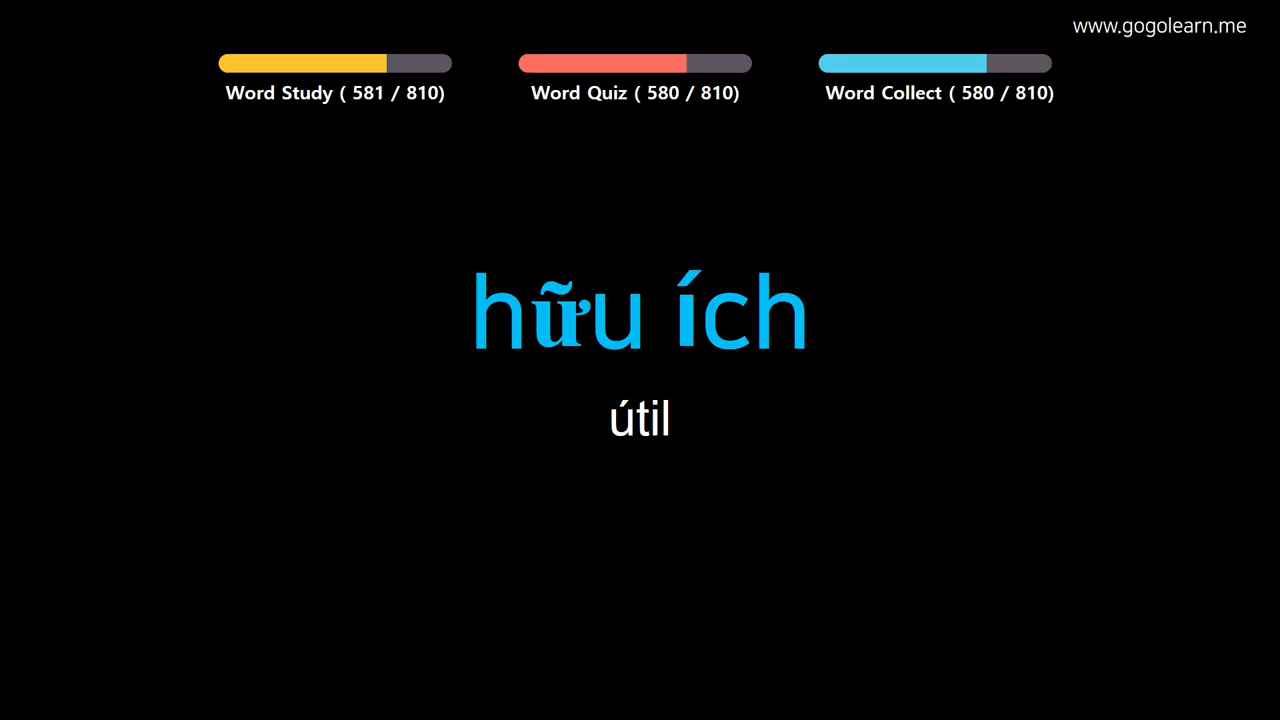 www.gogolearn.me
Word Study ( 581 / 810)
Word Quiz ( 580 / 810)
Word Collect ( 580 / 810)
hữu ích
útil